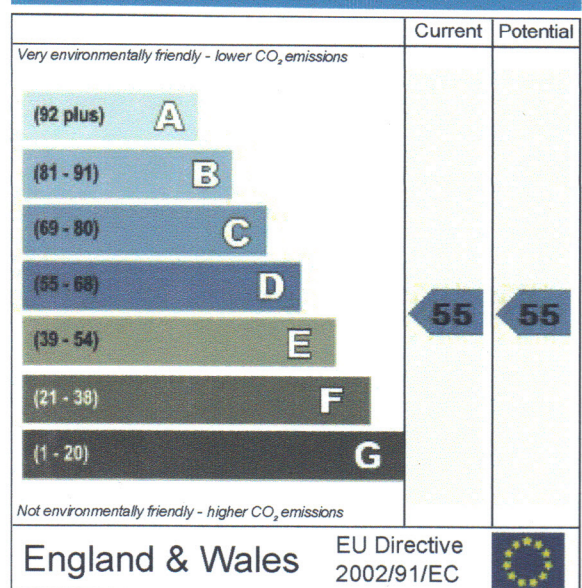 Current Potential
Very environmentally friendly - lower CO₂ emissions
(92 plus) A
(81 - 91) B
(69 - 80) C
(55 - 68) D
(39 - 54) E
(21 - 38) F
(1 - 20) G
55 55
Not environmentally friendly - higher CO₂ emissions
England & Wales
EU Directive
2002/91/EC